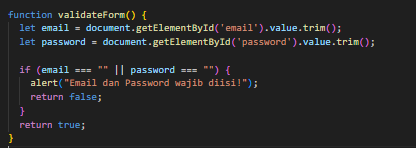 function validateForm() {
let email = document.getElementById('email').value.trim();
let password = document.getElementById('password').value.trim();
if (email === "" || password === "") {
alert("Email dan Password wajib diisi!");
return false;
}
return true;
}